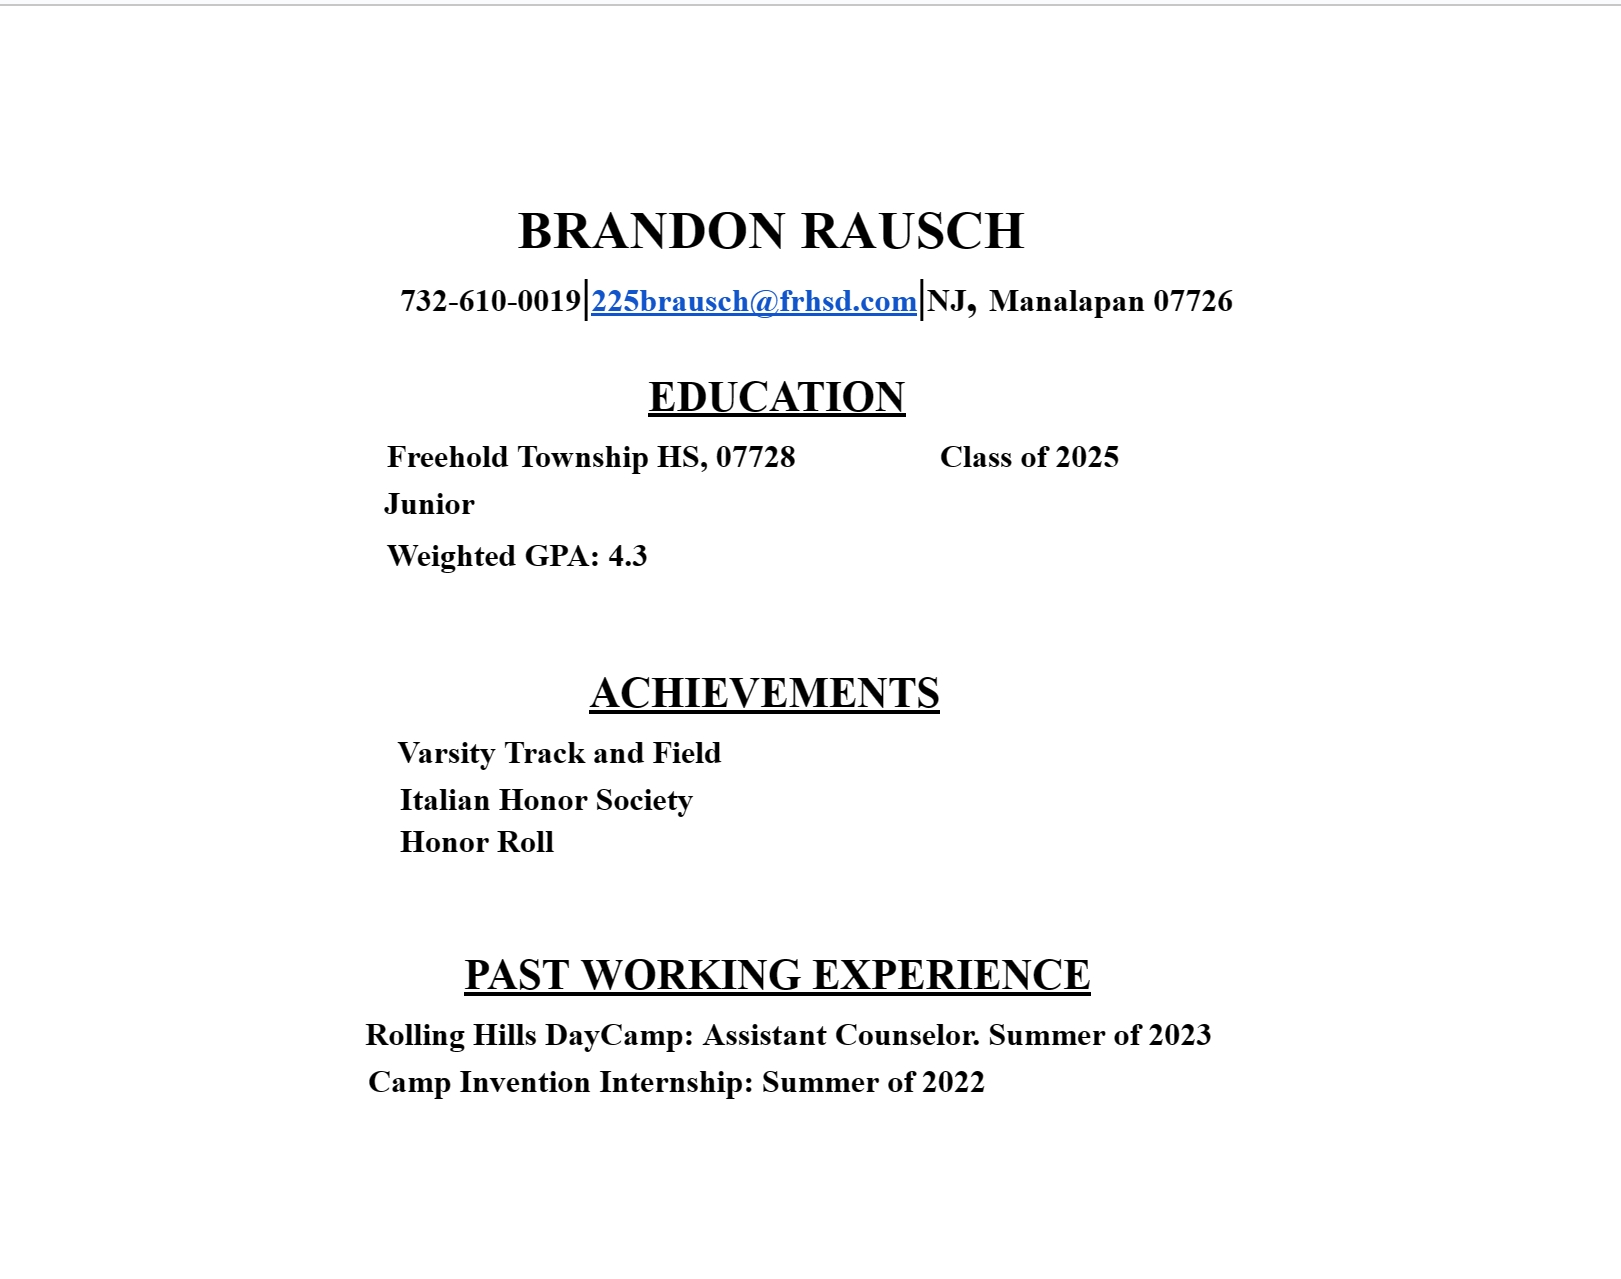 BRANDON RAUSCH
732-610-0019|225brausch@frhsd.com|NJ, Manalapan 07726
EDUCATION
Freehold Township HS, 07728 Class of 2025
Junior
Weighted GPA: 4.3
ACHIEVEMENTS
Varsity Track and Field
Italian Honor Society
Honor Roll
PAST WORKING EXPERIENCE
Rolling Hills DayCamp: Assistant Counselor. Summer of 2023
Camp Invention Internship: Summer of 2022